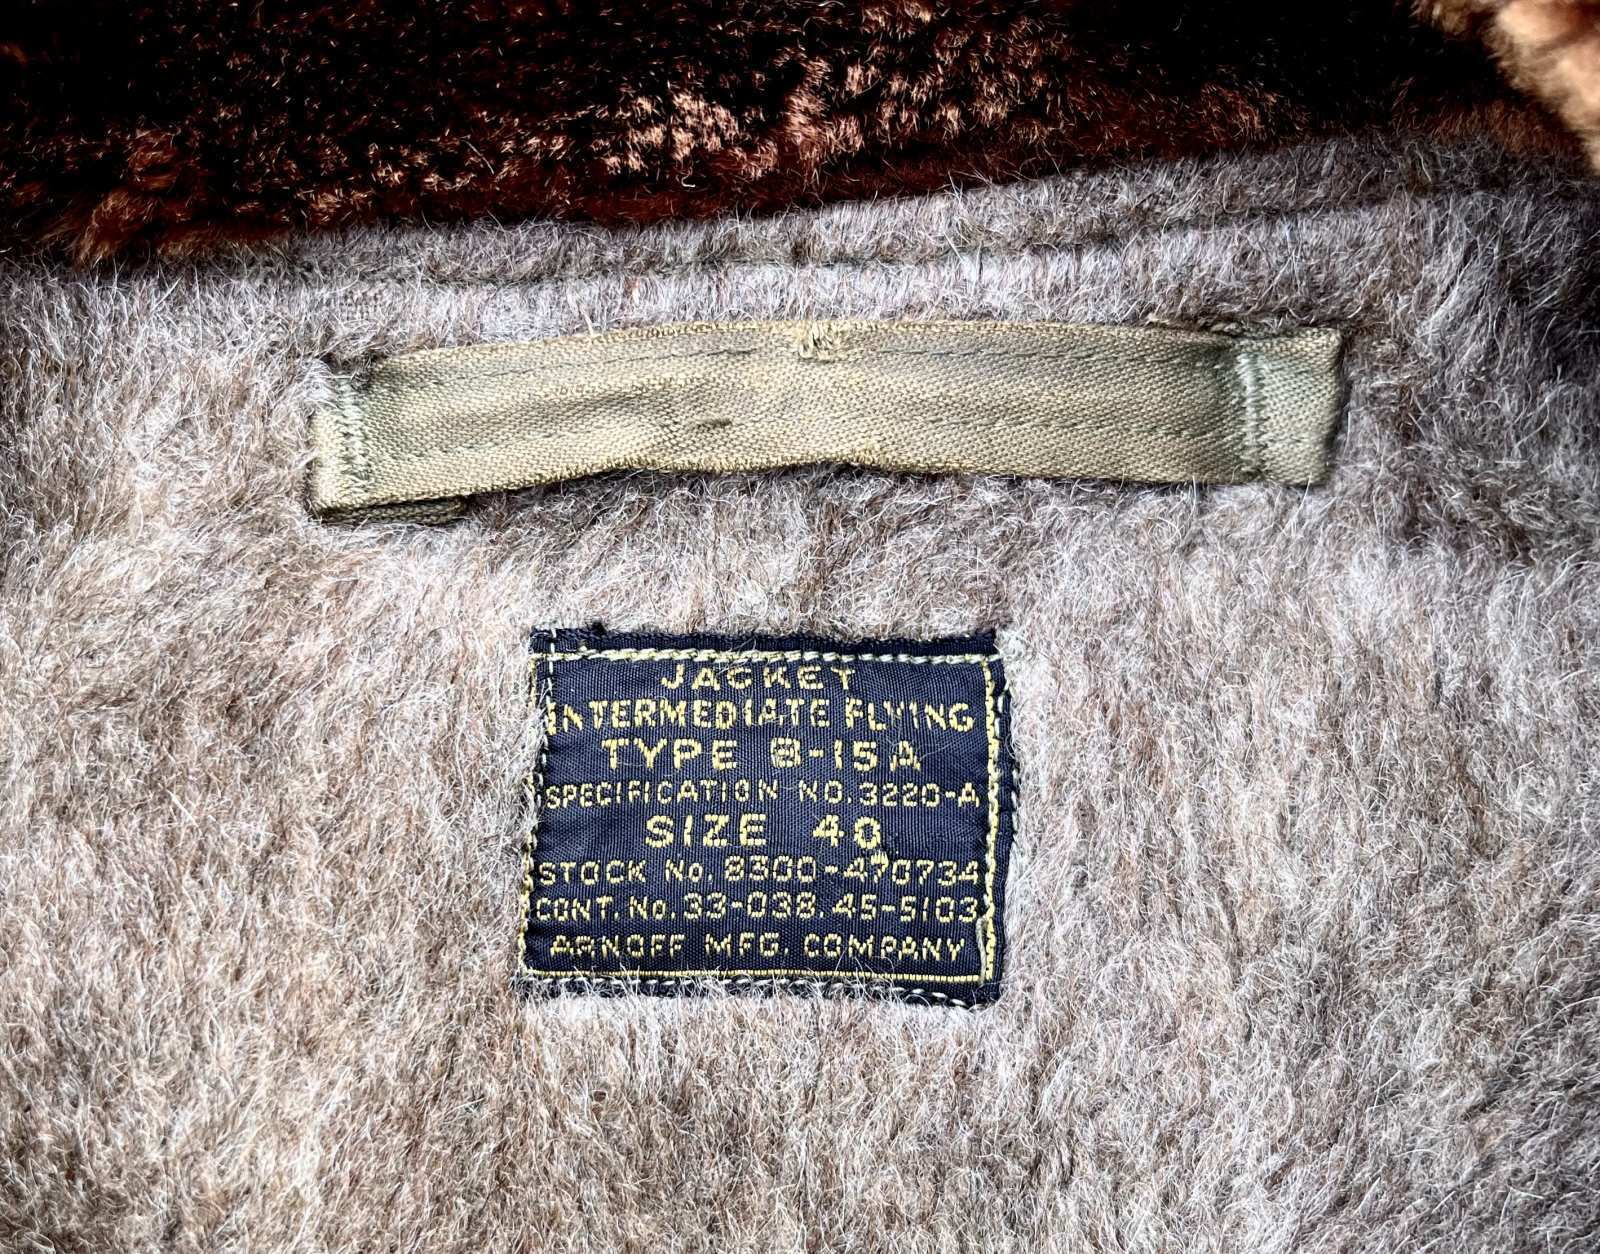 JACKET
INTERMEDIATE FLYING
TYPE B-15A
SPECIFICATION NO. 3220-A
SIZE 40
STOCK No. 8300-470734
CONT. No. 33-038. 45-5103
AGNOFF MFG. COMPANY